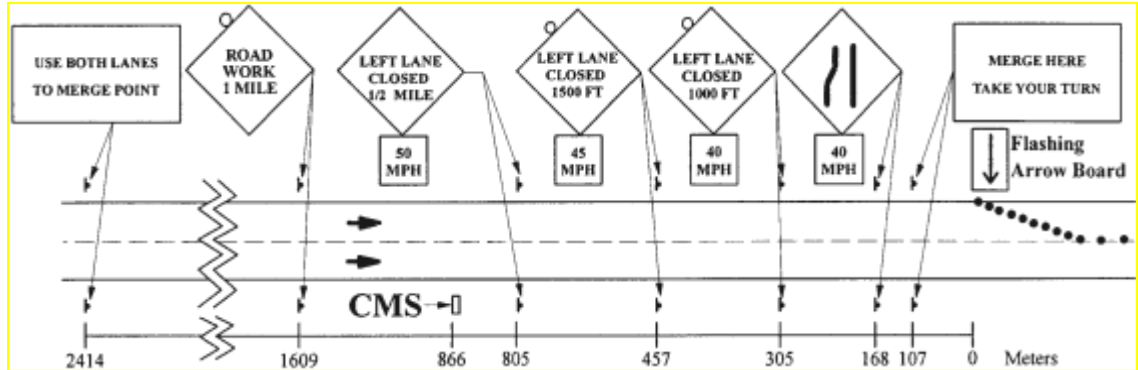 USE BOTH LANES
TO MERGE POINT
ROAD
WORK
1 MILE
LEFT LANE
CLOSED
1/2 MILE
50
MPH
LEFT LANE
CLOSED
1500 FT
45
MPH
LEFT LANE
CLOSED
1000 FT
40
MPH
40
MPH
MERGE HERE
TAKE YOUR TURN
Flashing
Arrow Board
CMS
2414
1609
866
805
457
305
168
107
0
Meters